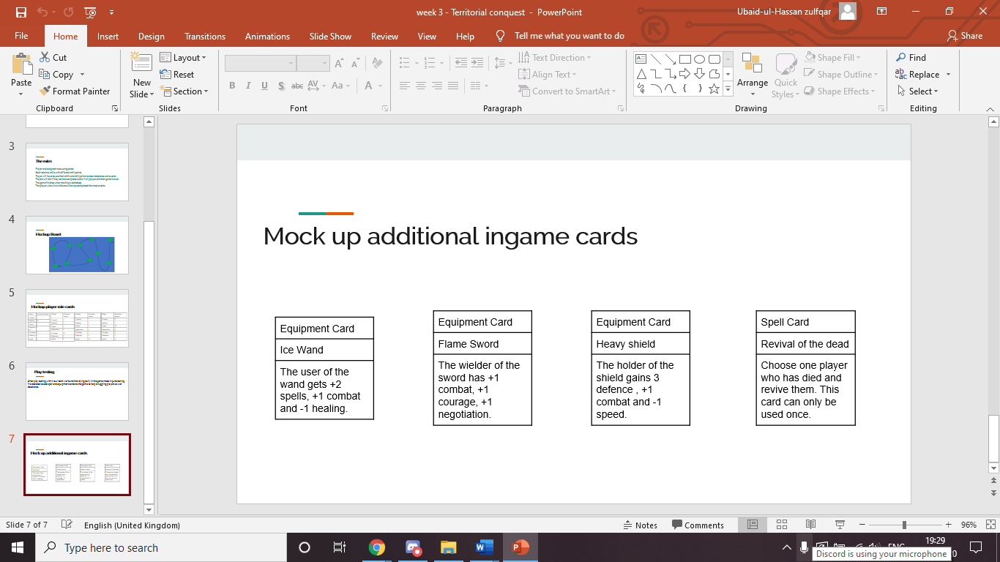 week 3 - Territorial conquest - PowerPoint
Ubaid-ul-Hassan zulfqar
File Home Insert Design Transitions Animations Slide Show Review View Help Tell me what you want to do Share
Paste
Cut
Copy
Format Painter
Clipboard
New Slide
Layout
Reset
Section
Slides
B I U S abc AV Aa A
Font
Text Direction
Align Text
Convert to SmartArt
Paragraph
Arrange
Quick Styles
Shape Fill
Shape Outline
Shape Effects
Drawing
Find
Replace
Select
Editing
3
The rules
4
Mockup Board
5
Mockup player role cards
6
Play testing
7
Mock up additional ingame cards
Mock up additional ingame cards
Equipment Card
Ice Wand
The user of the
wand gets +2
spells, +1 combat
and -1 healing.
Equipment Card
Flame Sword
The wielder of the
sword has +1
combat, +1
courage, +1
negotiation.
Equipment Card
Heavy shield
The holder of the
shield gains 3
defence , +1
combat and -1
speed.
Spell Card
Revival of the dead
Choose one player
who has died and
revive them. This
card can only be
used once.
Slide 7 of 7 English (United Kingdom) Notes Comments 96%
Type here to search
19:29
Discord is using your microphone